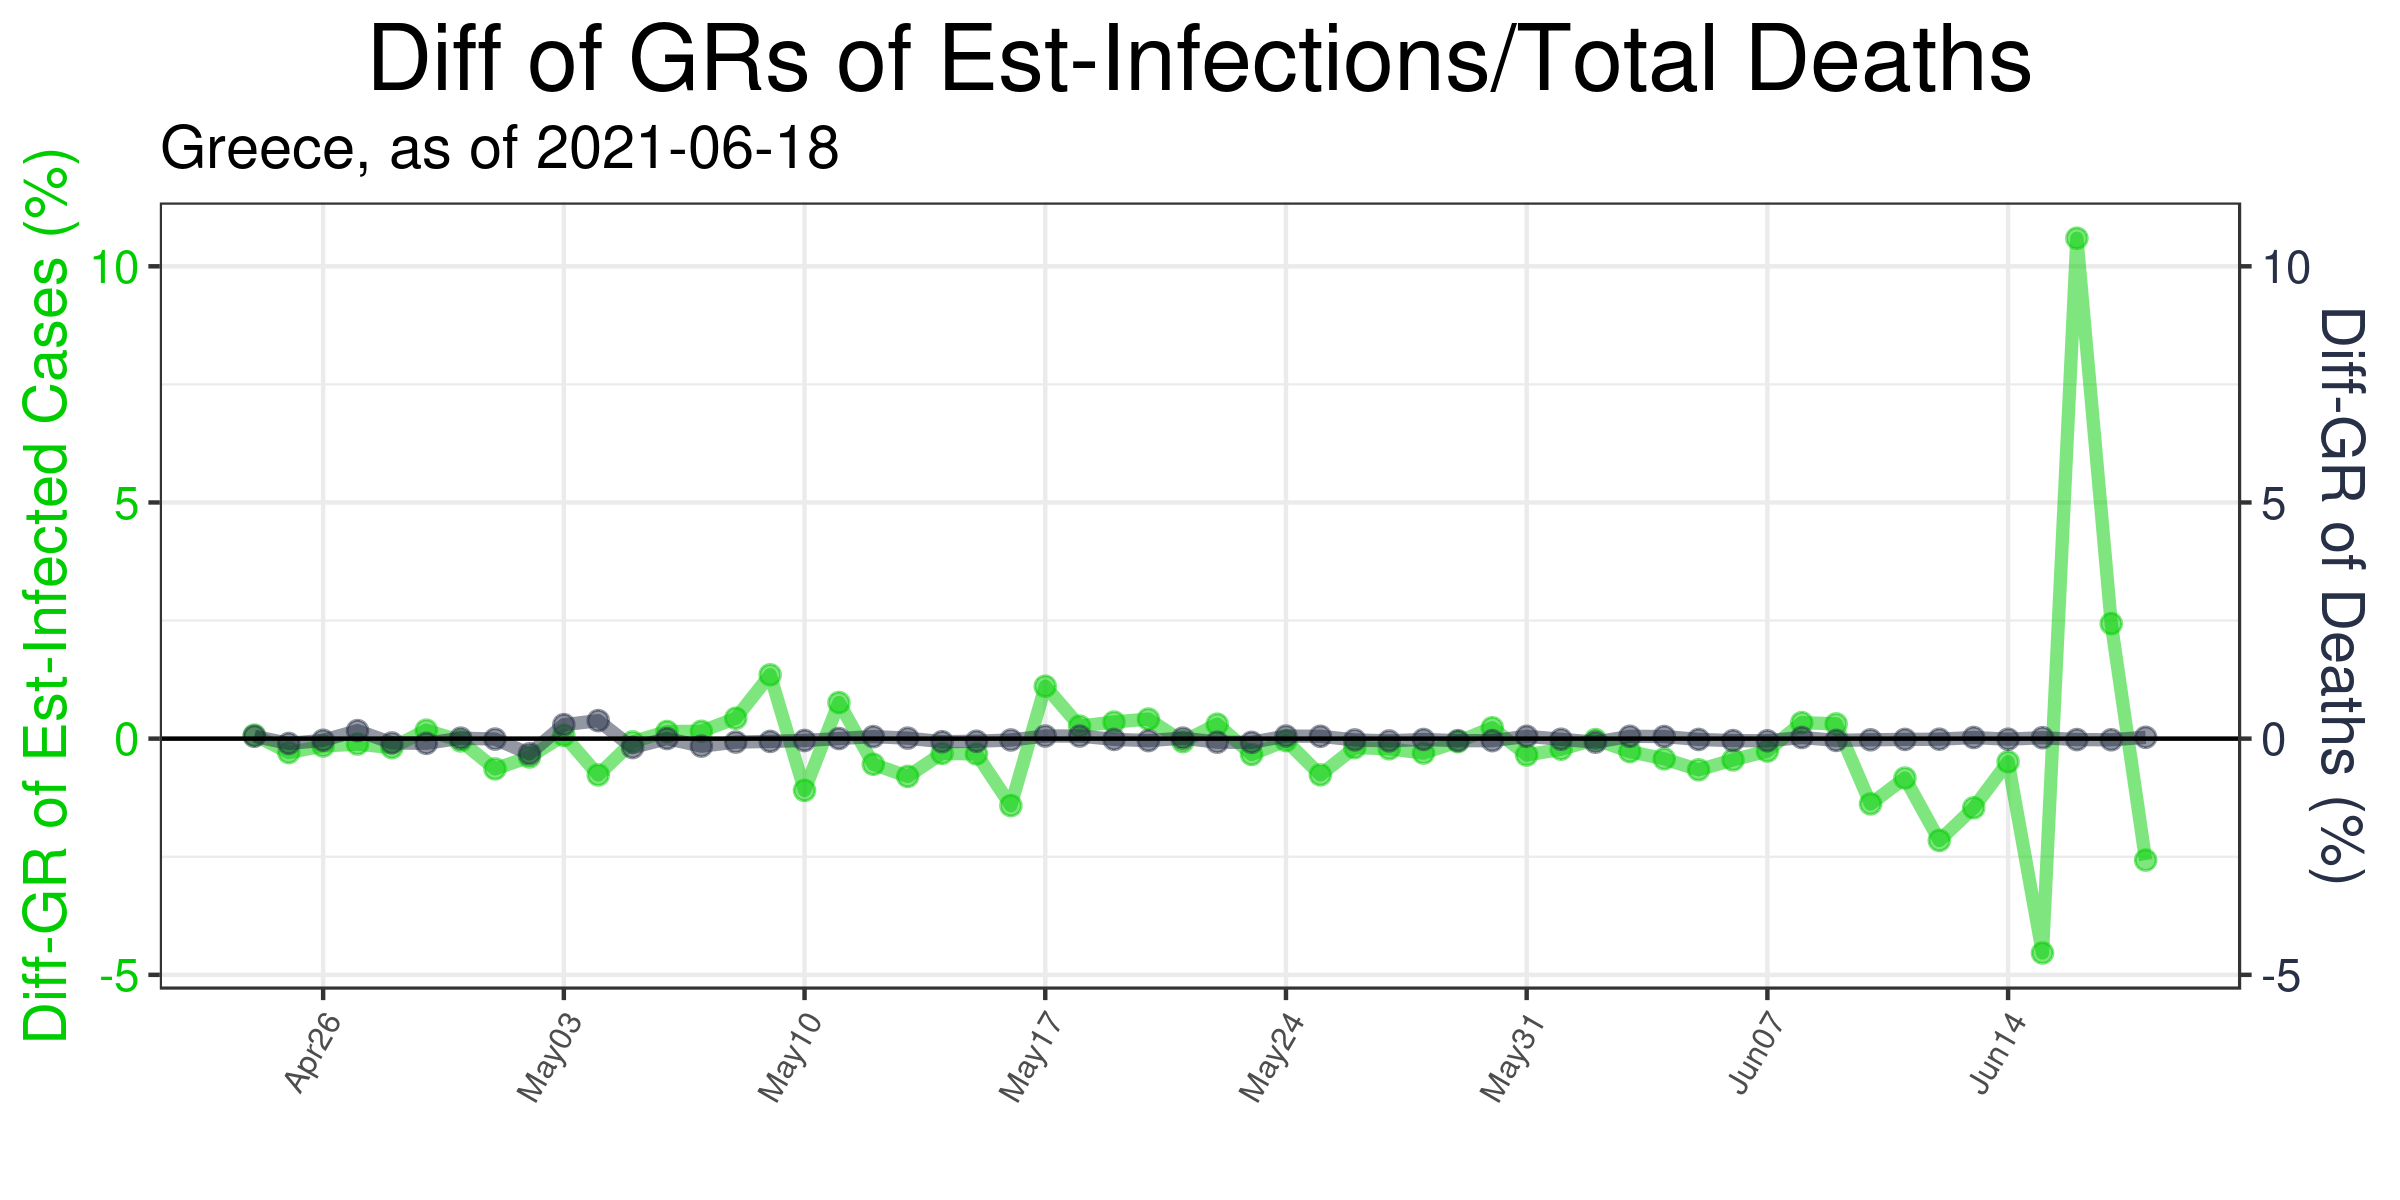 Diff of GRs of Est-Infections/Total Deaths
Greece, as of 2021-06-18
Diff-GR of Est-Infected Cases (%)
10
5
0
-5
10
5
0
-5
Diff-GR of Deaths (%)
Apr26
May03
May10
May17
May24
May31
Jun07
Jun14